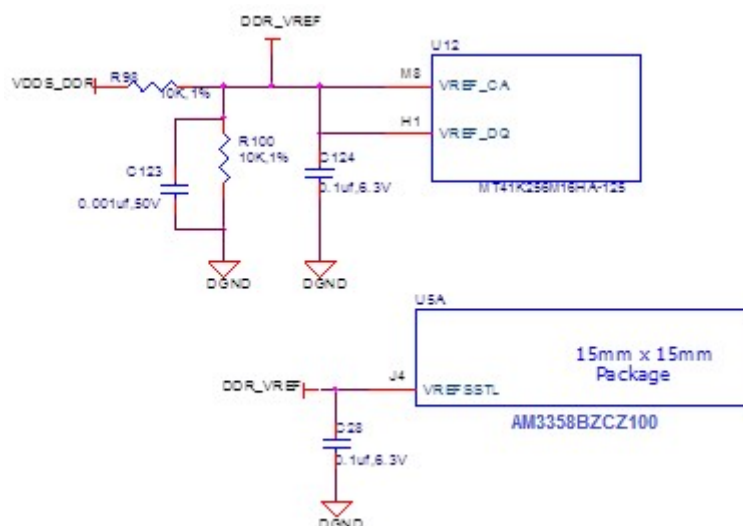 DDR_VREF
U12
VDDS_DDR
R98
10K,1%
M8
VREF_CA
H1
VREF_DQ
R100
10K,1%
C123
0.001uf,50V
C124
0.1uf,6.3V
MT41K256M16HA-125
DGND
DGND
U5A
15mm x 15mm
Package
DDR_VREF
J4
VREFSSTL
AM3358BZCZ100
C28
0.1uf,6.3V
DGND